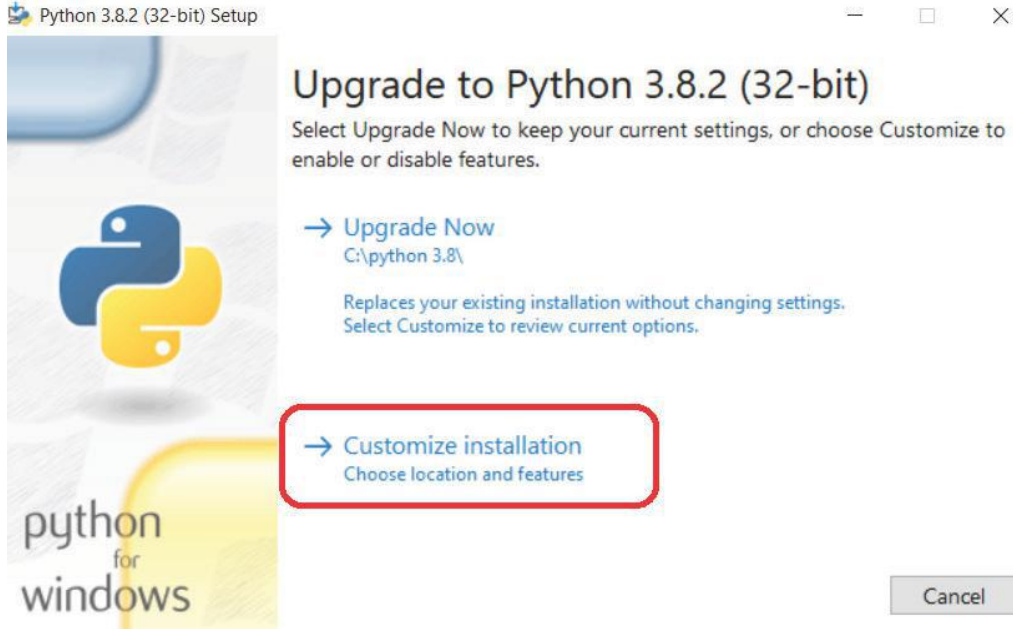 Python 3.8.2 (32-bit) Setup
Upgrade to Python 3.8.2 (32-bit)
Select Upgrade Now to keep your current settings, or choose Customize to
enable or disable features.
Upgrade Now
C:\python 3.8\
Replaces your existing installation without changing settings.
Select Customize to review current options.
Customize installation
Choose location and features
python
for
windows
Cancel